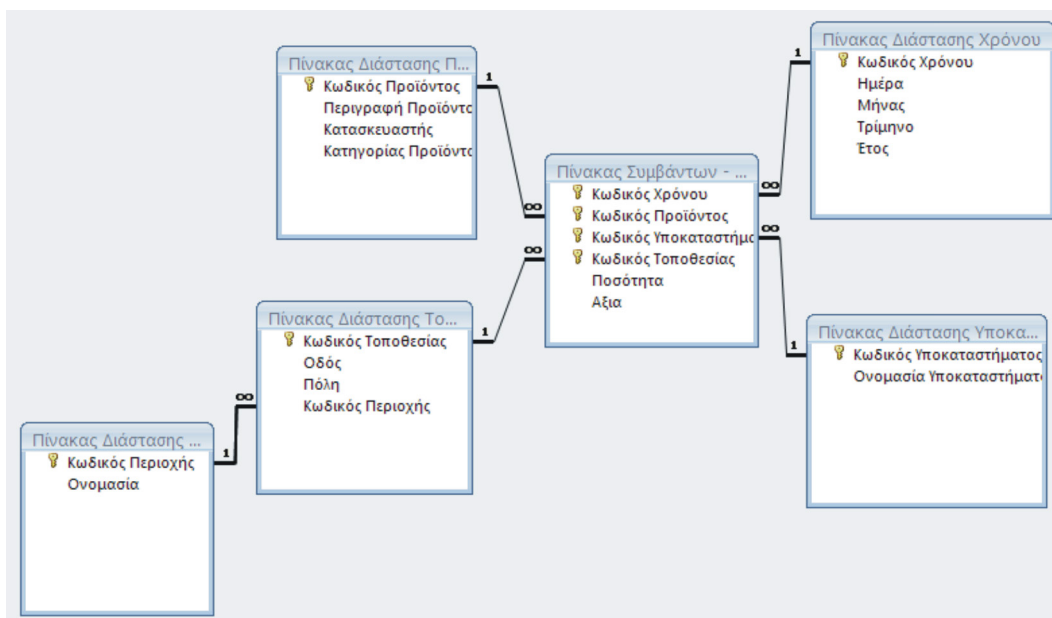 Πίνακας Διάστασης Π...
Κωδικός Προϊόντος
Περιγραφή Προϊόντο
Κατασκευαστής
Κατηγορίας Προϊόντο
1
Πίνακας Διάστασης Χρόνου
Κωδικός Χρόνου
Ημέρα
Μήνας
Τρίμηνο
Έτος
1
Πίνακας Συμβάντων - ...
Κωδικός Χρόνου
Κωδικός Προϊόντος
Κωδικός Υποκαταστήμα
Κωδικός Τοποθεσίας
Ποσότητα
Αξια
∞
∞
∞
∞
Πίνακας Διάστασης Το...
Κωδικός Τοποθεσίας
Οδός
Πόλη
Κωδικός Περιοχής
1
∞
Πίνακας Διάστασης Υποκα...
Κωδικός Υποκαταστήματος
Ονομασία Υποκαταστήματ
1
Πίνακας Διάστασης ...
Κωδικός Περιοχής
Ονομασία
1